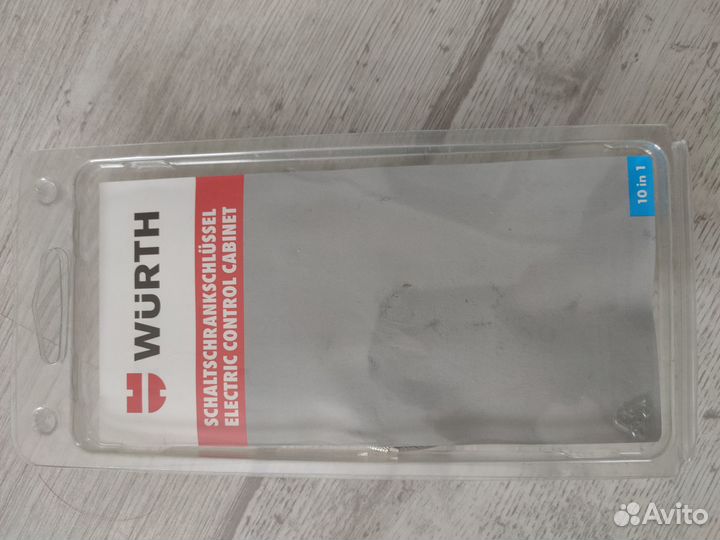 WÜRTH
SCHALTSCHRANKSCHLÜSSEL
ELECTRIC CONTROL CABINET
10 in 1
Avito